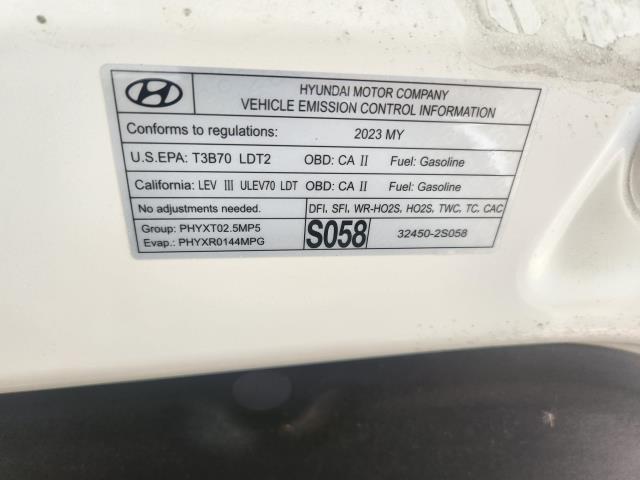 HYUNDAI MOTOR COMPANY
VEHICLE EMISSION CONTROL INFORMATION
Conforms to regulations: 2023 MY
U.S.EPA: T3B70 LDT2 OBD: CA II Fuel: Gasoline
California: LEV III ULEV70 LDT OBD: CA II Fuel: Gasoline
No adjustments needed. DFI, SFI, WR-HO2S, HO2S, TWC, TC, CAC
Group: PHYXT02.5MP5
Evap.: PHYXR0144MPG
S058
32450-2S058